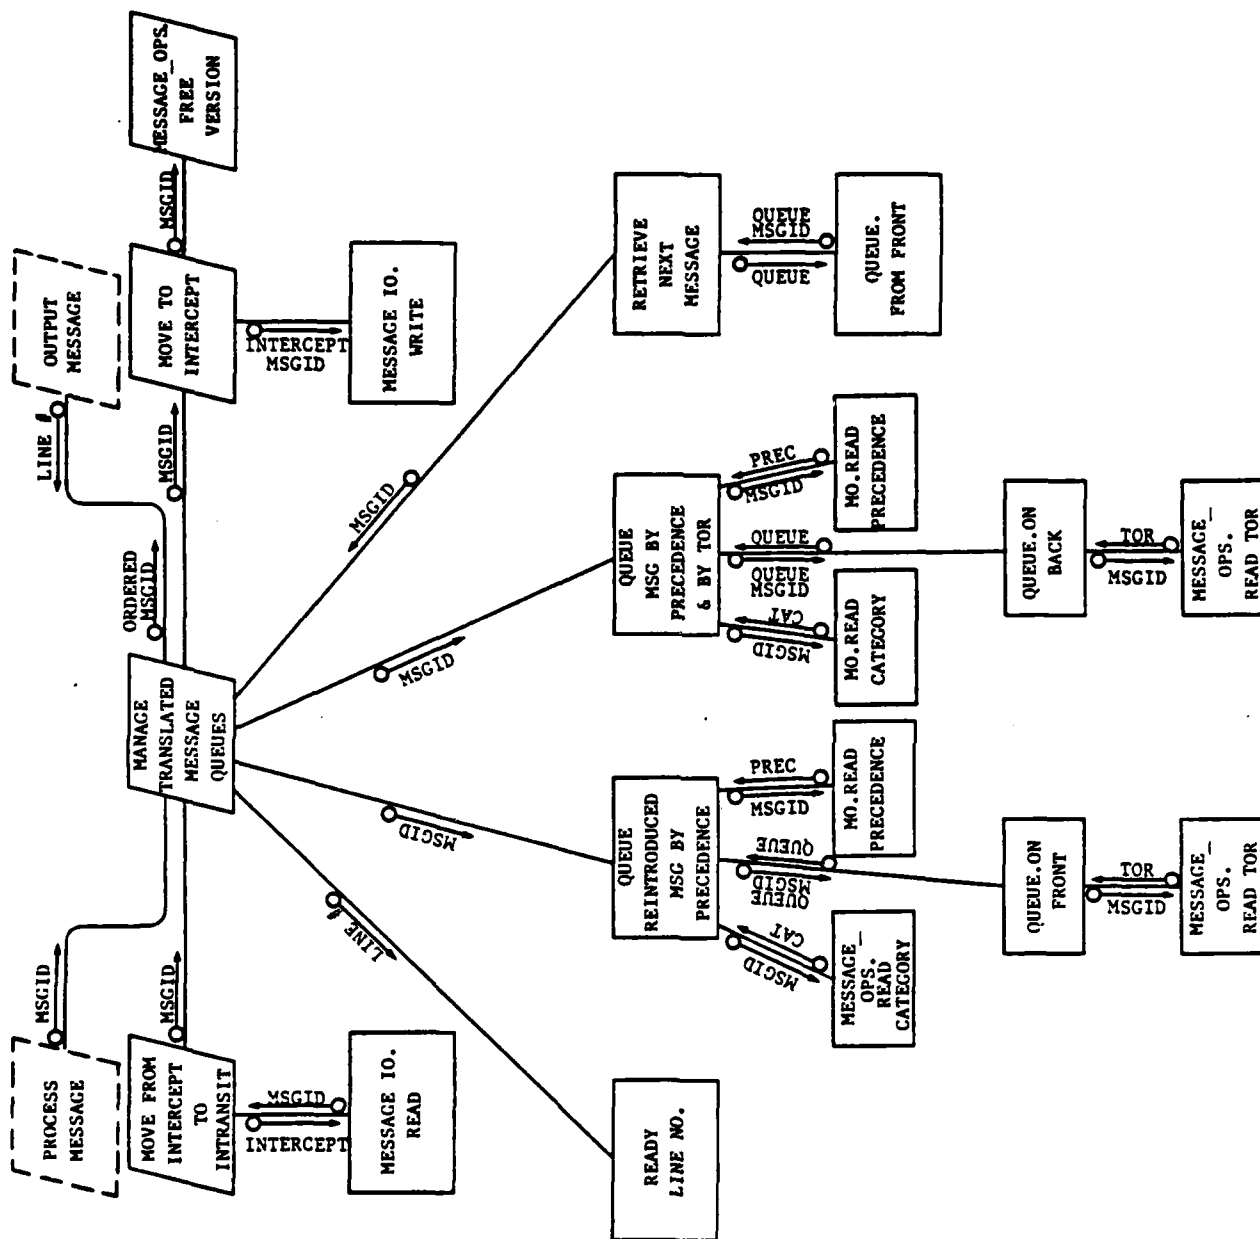 PROCESS
MESSAGE
MSGID
LINE #
OUTPUT
MESSAGE
MOVE FROM
INTERCEPT
TO
INTRANSIT
MSGID
MANAGE
TRANSLATED
MESSAGE
QUEUES
ORDERED
MSGID
MSGID
MOVE TO
INTERCEPT
MSGID
MESSAGE_OPS.
FREE
VERSION
MSGID
INTERCEPT
MESSAGE IO.
READ
INTERCEPT
MSGID
MESSAGE IO.
WRITE
LINE #
MSGID
MSGID
MSGID
READY
LINE NO.
QUEUE
REINTRODUCED
MSG BY
PRECEDENCE
QUEUE
MSG BY
PRECEDENCE
& BY TOR
RETRIEVE
NEXT
MESSAGE
CAT
MSGID
QUEUE
MSGID
QUEUE
PREC
MSGID
CAT
MSGID
QUEUE
QUEUE
MSGID
PREC
MSGID
QUEUE
MSGID
QUEUE
MESSAGE_
OPS.
READ
CATEGORY
MO.READ
PRECEDENCE
MO.READ
CATEGORY
MO.READ
PRECEDENCE
QUEUE.
FROM FRONT
QUEUE.ON
FRONT
QUEUE.ON
BACK
TOR
MSGID
TOR
MSGID
MESSAGE_
OPS.
READ TOR
MESSAGE_
OPS.
READ TOR